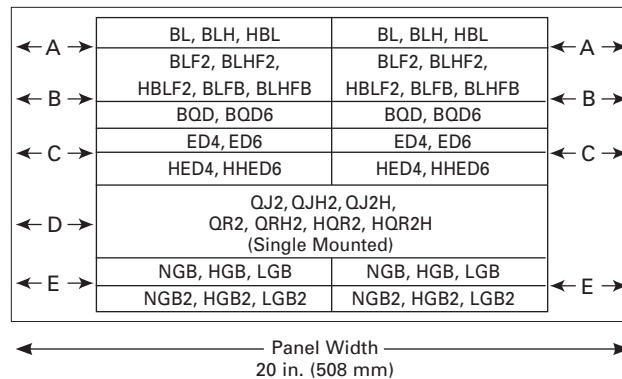 BL, BLH, HBL BL, BLH, HBL
A A
BLF2, BLHF2, BLF2, BLHF2,
HBLF2, BLFB, BLHFB HBLF2, BLFB, BLHFB
B B
BQD, BQD6 BQD, BQD6
ED4, ED6 ED4, ED6
C C
HED4, HHED6 HED4, HHED6
QJ2, QJH2, QJ2H,
D QR2, QRH2, HQR2, HQR2H
(Single Mounted)
NGB, HGB, LGB NGB, HGB, LGB
E E
NGB2, HGB2, LGB2 NGB2, HGB2, LGB2
Panel Width
20 in. (508 mm)